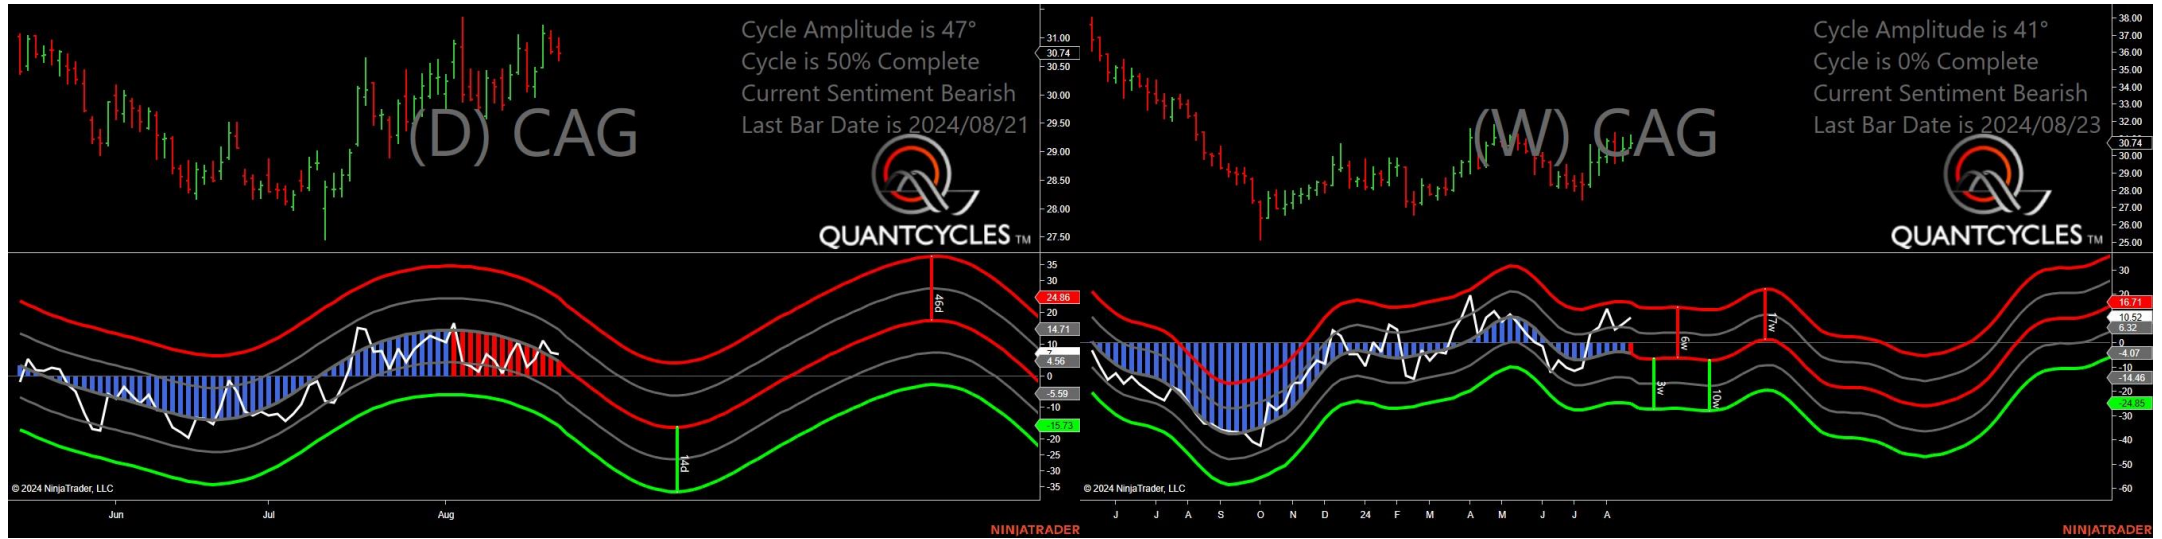 Cycle Amplitude is 47°
Cycle is 50% Complete
Current Sentiment Bearish
Last Bar Date is 2024/08/21
(D) CAG
QUANTCYCLES TM
31.00
30.74
30.50
30.00
29.50
29.00
28.50
28.00
27.50
35
30
24.86
20
14.71
10
4.56
0
-5.59
-10
-15.73
-20
-25
-30
-35
46d
14d
© 2024 NinjaTrader, LLC
Jun Jul Aug
NINJATRADER
Cycle Amplitude is 41°
Cycle is 0% Complete
Current Sentiment Bearish
Last Bar Date is 2024/08/23
(W) CAG
QUANTCYCLES TM
38.00
37.00
36.00
35.00
34.00
33.00
32.00
30.74
30.00
29.00
28.00
27.00
26.00
25.00
30
20
16.71
10.52
6.32
0
-4.07
-10
-14.46
-20
-24.85
-30
-40
-50
-60
6w
17w
3w
10w
© 2024 NinjaTrader, LLC
J J A S O N D 24 F M A M J J A
NINJATRADER